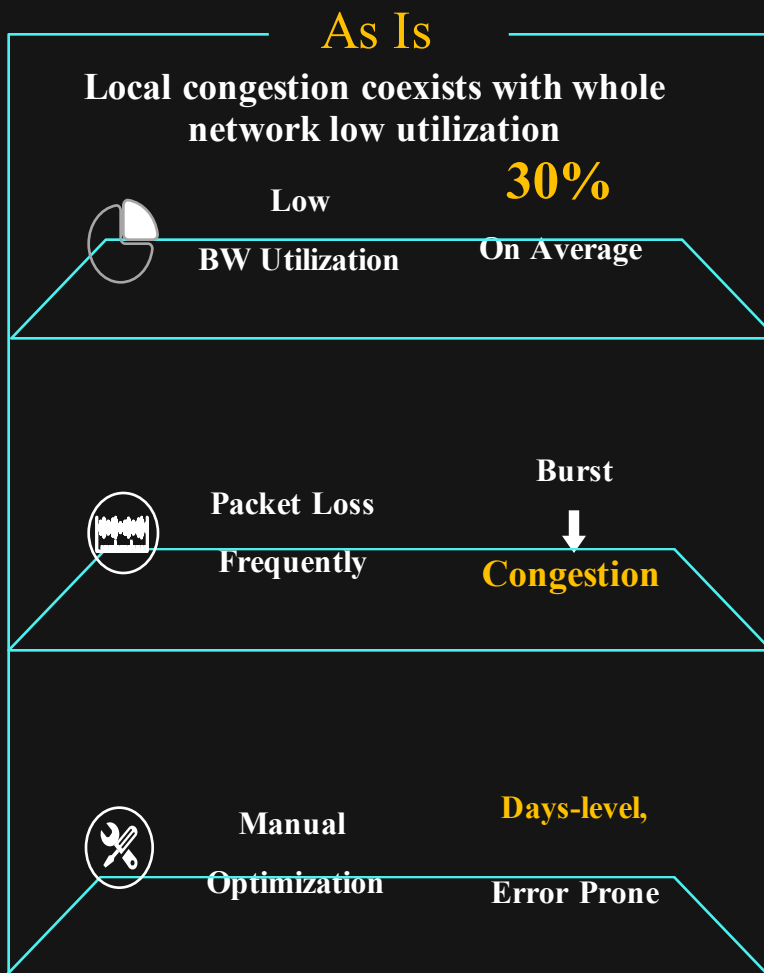 As Is
Local congestion coexists with whole
network low utilization
Low
BW Utilization
30%
On Average
Packet Loss
Frequently
Burst
Congestion
Manual
Optimization
Days-level,
Error Prone